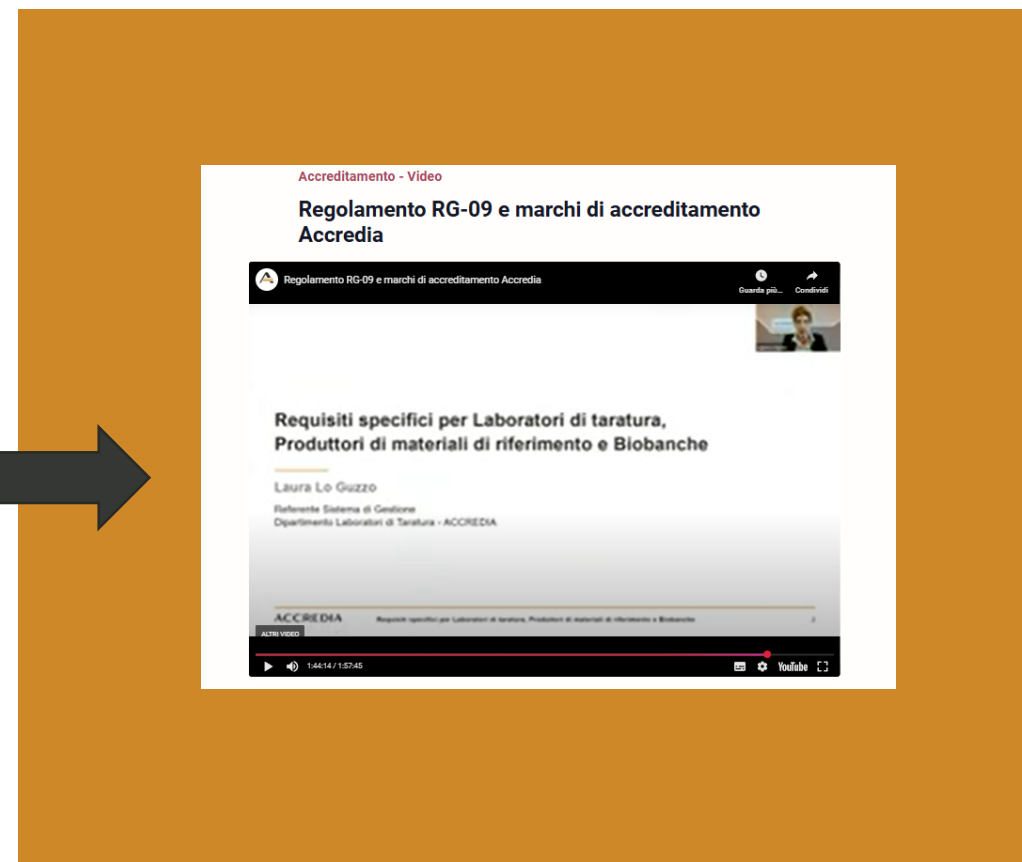 Accreditamento - Video
Regolamento RG-09 e marchi di accreditamento
Accredia
Regolamento RG-09 e marchi di accreditamento Accredia
Guarda più...
Condividi
Requisiti specifici per Laboratori di taratura,
Produttori di materiali di riferimento e Biobanche
Laura Lo Guzzo
Referente Sistema di Gestione
Dipartimento Laboratori di Taratura - ACCREDIA
ACCREDIA
Requisiti specifici per Laboratori di taratura, Produttori di materiali di riferimento e Biobanche
2
ALTRI VIDEO
1:44:14 / 1:57:45
YouTube